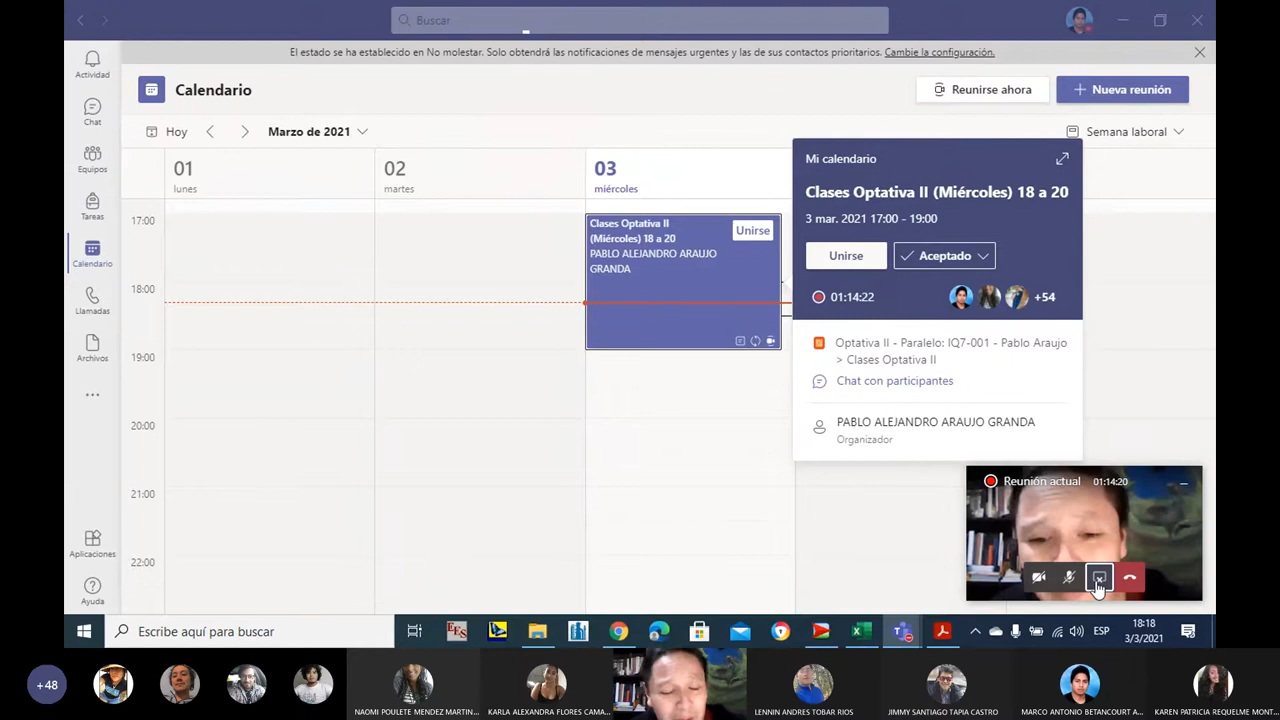 Buscar
El estado se ha establecido en No molestar. Solo obtendrá las notificaciones de mensajes urgentes y las de sus contactos prioritarios. Cambie la configuración.
Actividad
Chat
Equipos
Tareas
Calendario
Llamadas
Archivos
Aplicaciones
Ayuda
Calendario
Reunirse ahora
Nueva reunión
Hoy
Marzo de 2021
Semana laboral
01
lunes
02
martes
03
miércoles
17:00
18:00
19:00
20:00
21:00
22:00
Clases Optativa II
(Miércoles) 18 a 20
PABLO ALEJANDRO ARAUJO
GRANDA
Unirse
Mi calendario
Clases Optativa II (Miércoles) 18 a 20
3 mar. 2021 17:00 - 19:00
Unirse
Aceptado
01:14:22
+54
Optativa II - Paralelo: IQ7-001 - Pablo Araujo
> Clases Optativa II
Chat con participantes
PABLO ALEJANDRO ARAUJO GRANDA
Organizador
Reunión actual 01:14:20
Escribe aquí para buscar
EES
ESP
18:18
3/3/2021
+48
NAOMI POULETE MENDEZ MARTIN...
KARLA ALEXANDRA FLORES CAMA...
LENNIN ANDRES TOBAR RIOS
JIMMY SANTIAGO TAPIA CASTRO
MARCO ANTONIO BETANCOURT A...
KAREN PATRICIA REQUELME MONT...